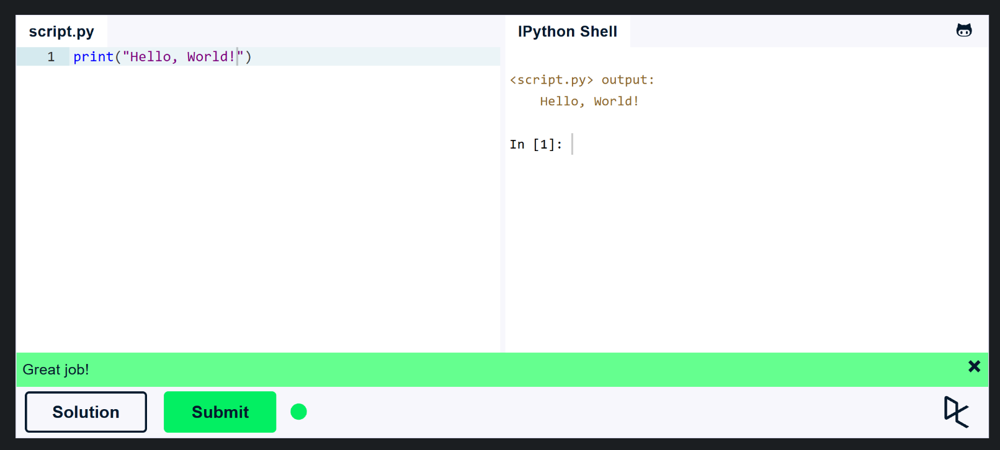 script.py
1 print("Hello, World!")
IPython Shell
<script.py> output:
    Hello, World!
In [1]:
Great job!
Solution
Submit